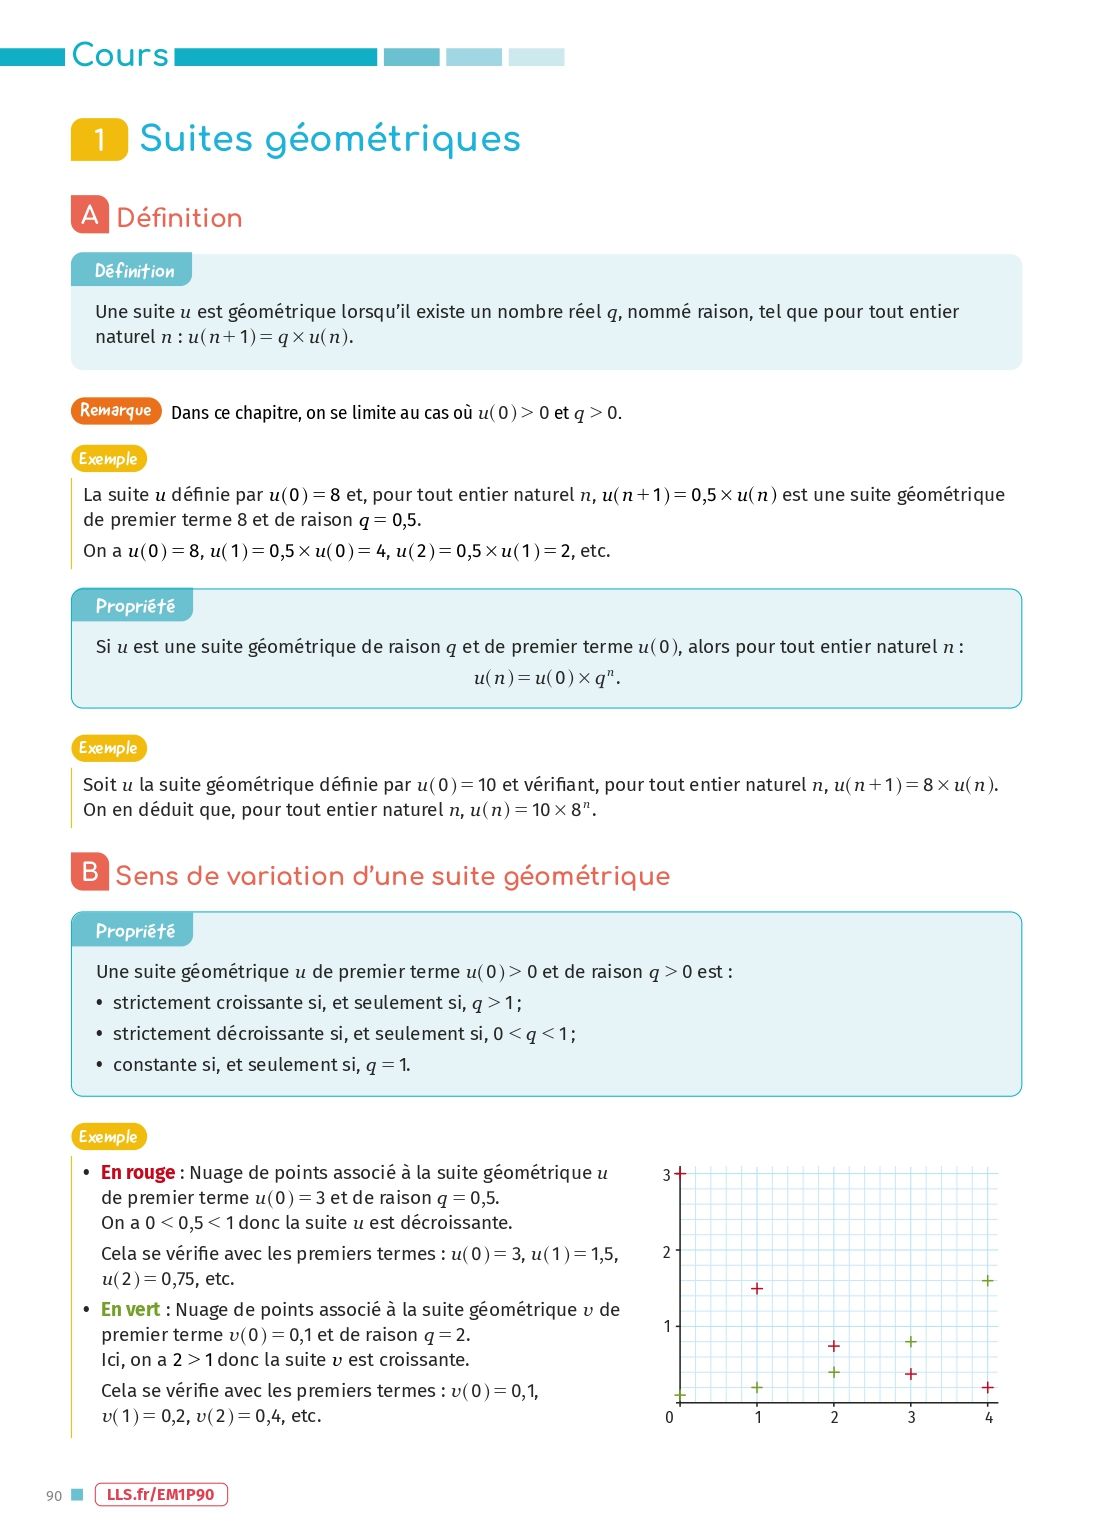 Cours
1 Suites géométriques
A Définition
Définition
Une suite u est géométrique lorsqu’il existe un nombre réel q, nommé raison, tel que pour tout entier
naturel n : u(n+1) = q × u(n).
Remarque Dans ce chapitre, on se limite au cas où u(0) > 0 et q > 0.
Exemple
La suite u définie par u(0) = 8 et, pour tout entier naturel n, u(n+1) = 0,5 × u(n) est une suite géométrique
de premier terme 8 et de raison q = 0,5.
On a u(0) = 8, u(1) = 0,5 × u(0) = 4, u(2) = 0,5 × u(1) = 2, etc.
Propriété
Si u est une suite géométrique de raison q et de premier terme u(0), alors pour tout entier naturel n :
u(n) = u(0) × qⁿ.
Exemple
Soit u la suite géométrique définie par u(0) = 10 et vérifiant, pour tout entier naturel n, u(n+1) = 8 × u(n).
On en déduit que, pour tout entier naturel n, u(n) = 10 × 8ⁿ.
B Sens de variation d’une suite géométrique
Propriété
Une suite géométrique u de premier terme u(0) > 0 et de raison q > 0 est :
• strictement croissante si, et seulement si, q > 1 ;
• strictement décroissante si, et seulement si, 0 < q < 1 ;
• constante si, et seulement si, q = 1.
Exemple
• En rouge : Nuage de points associé à la suite géométrique u
de premier terme u(0) = 3 et de raison q = 0,5.
On a 0 < 0,5 < 1 donc la suite u est décroissante.
Cela se vérifie avec les premiers termes : u(0) = 3, u(1) = 1,5,
u(2) = 0,75, etc.
• En vert : Nuage de points associé à la suite géométrique v de
premier terme v(0) = 0,1 et de raison q = 2.
Ici, on a 2 > 1 donc la suite v est croissante.
Cela se vérifie avec les premiers termes : v(0) = 0,1,
v(1) = 0,2, v(2) = 0,4, etc.
3
2
1
0 1 2 3 4
90 LLS.fr/EM1P90